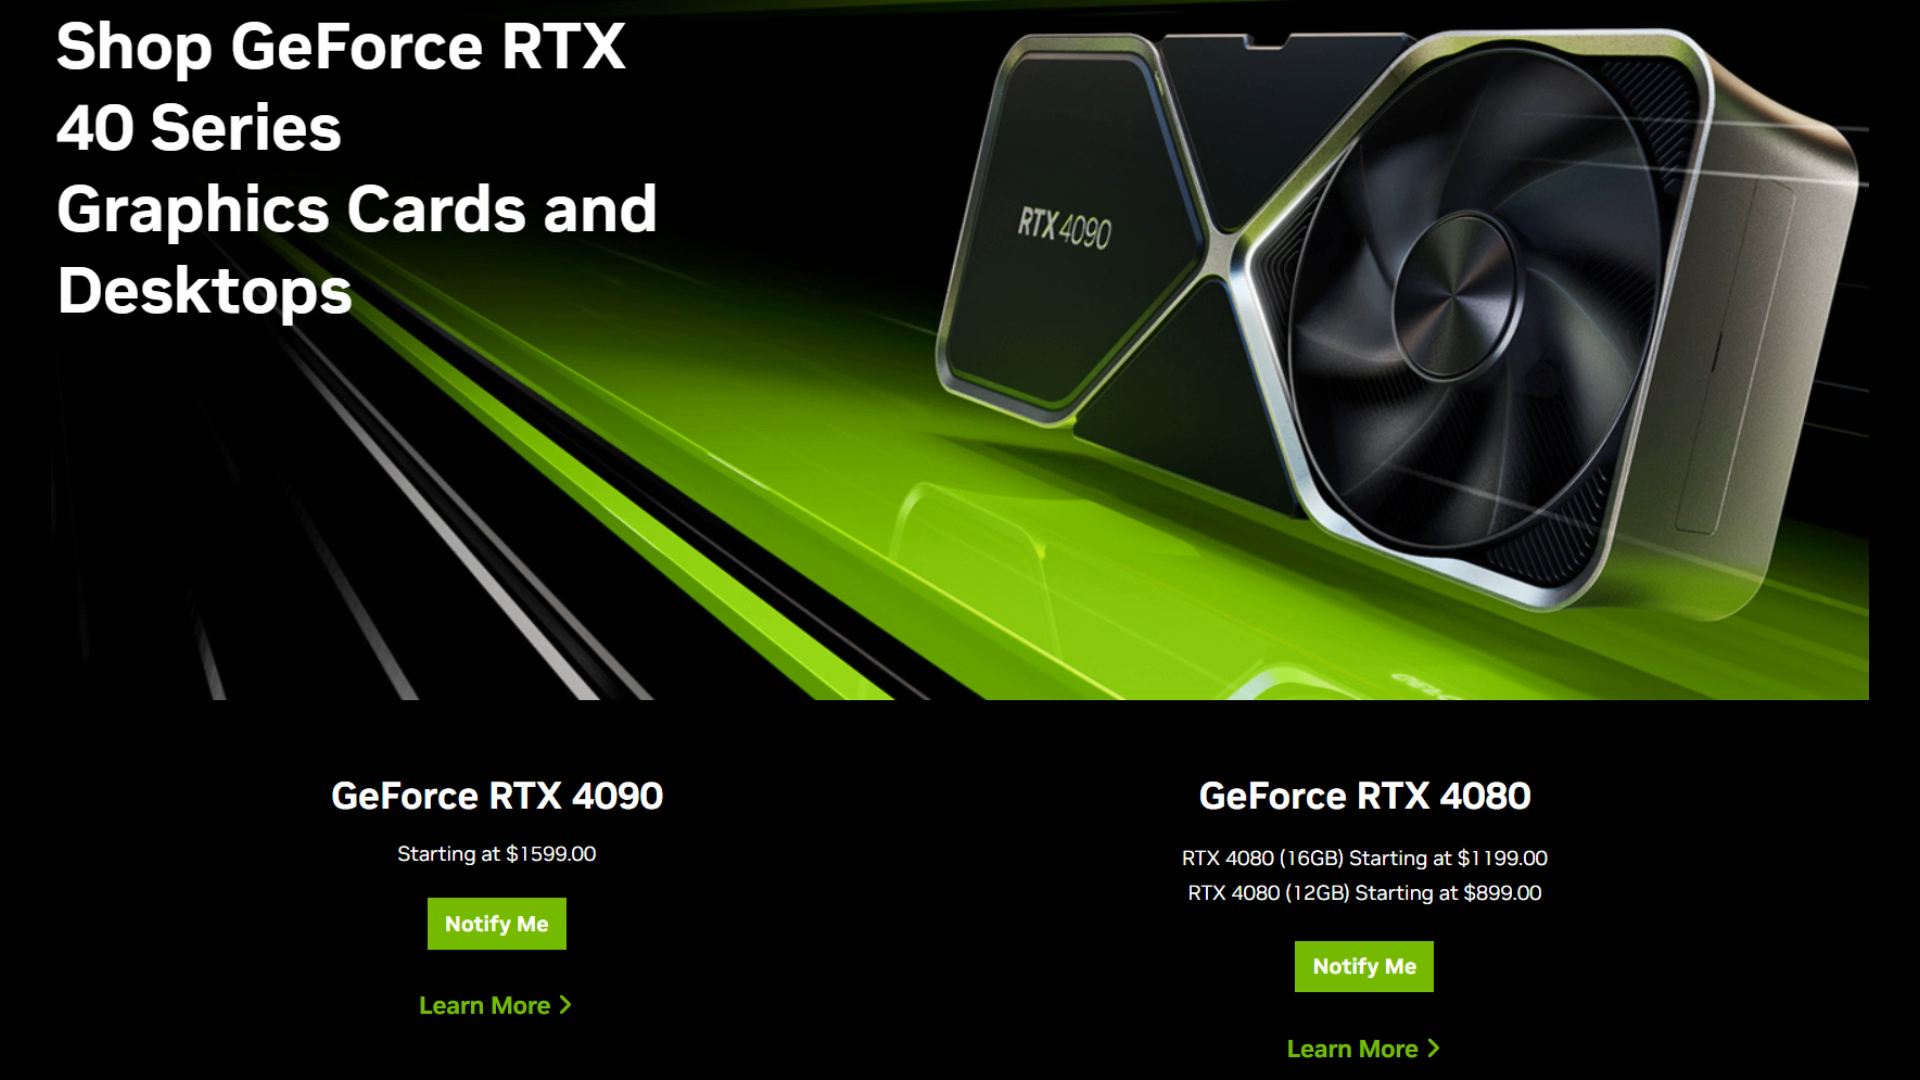 Shop GeForce RTX
40 Series
Graphics Cards and
Desktops
RTX 4090
GeForce RTX 4090
Starting at $1599.00
Notify Me
Learn More
GeForce RTX 4080
RTX 4080 (16GB) Starting at $1199.00
RTX 4080 (12GB) Starting at $899.00
Notify Me
Learn More